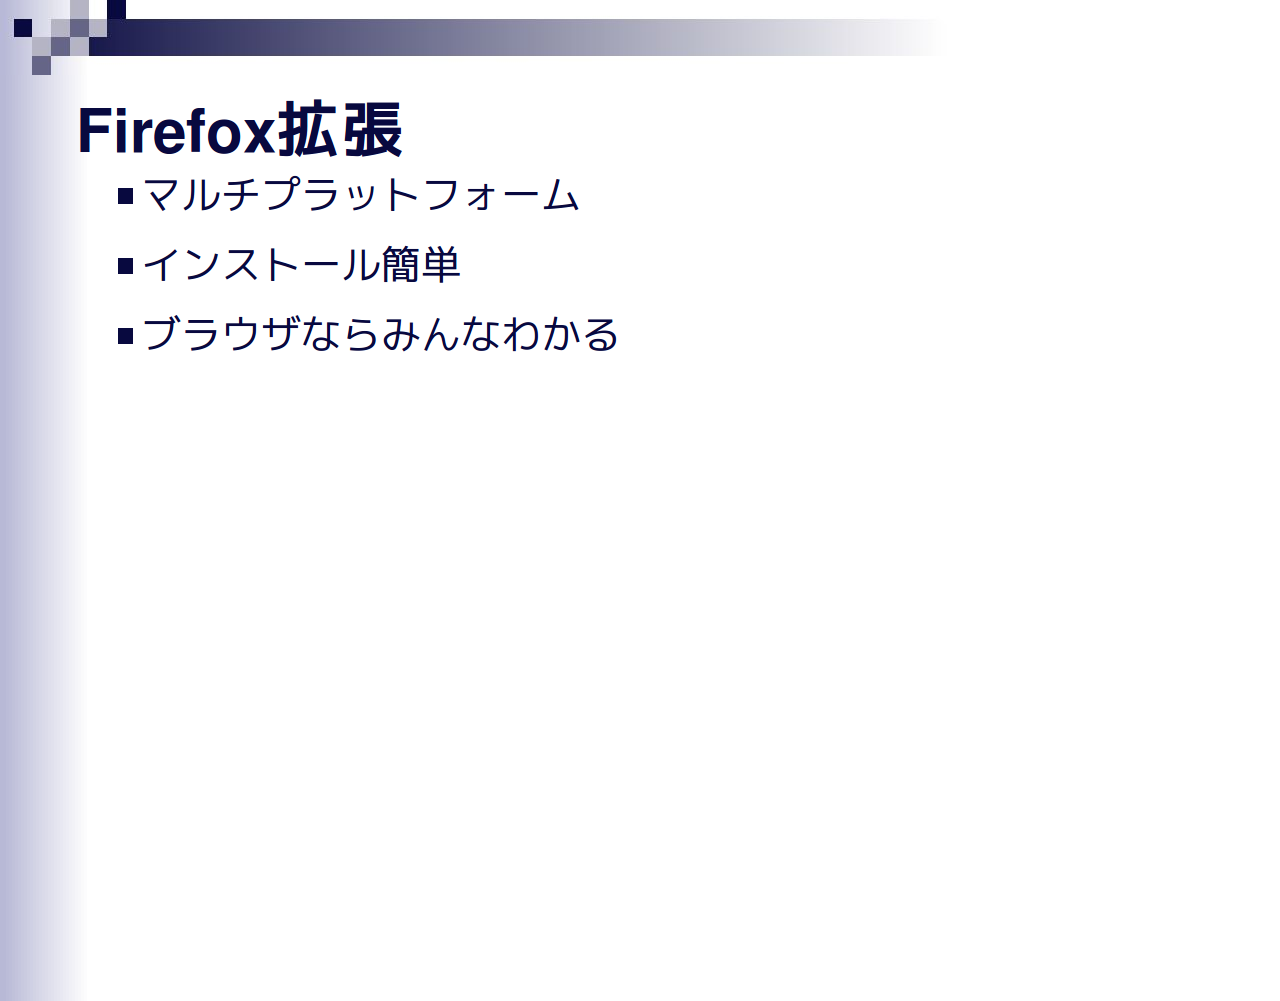 Firefox拡張
マルチプラットフォーム
インストール簡単
ブラウザならみんなわかる